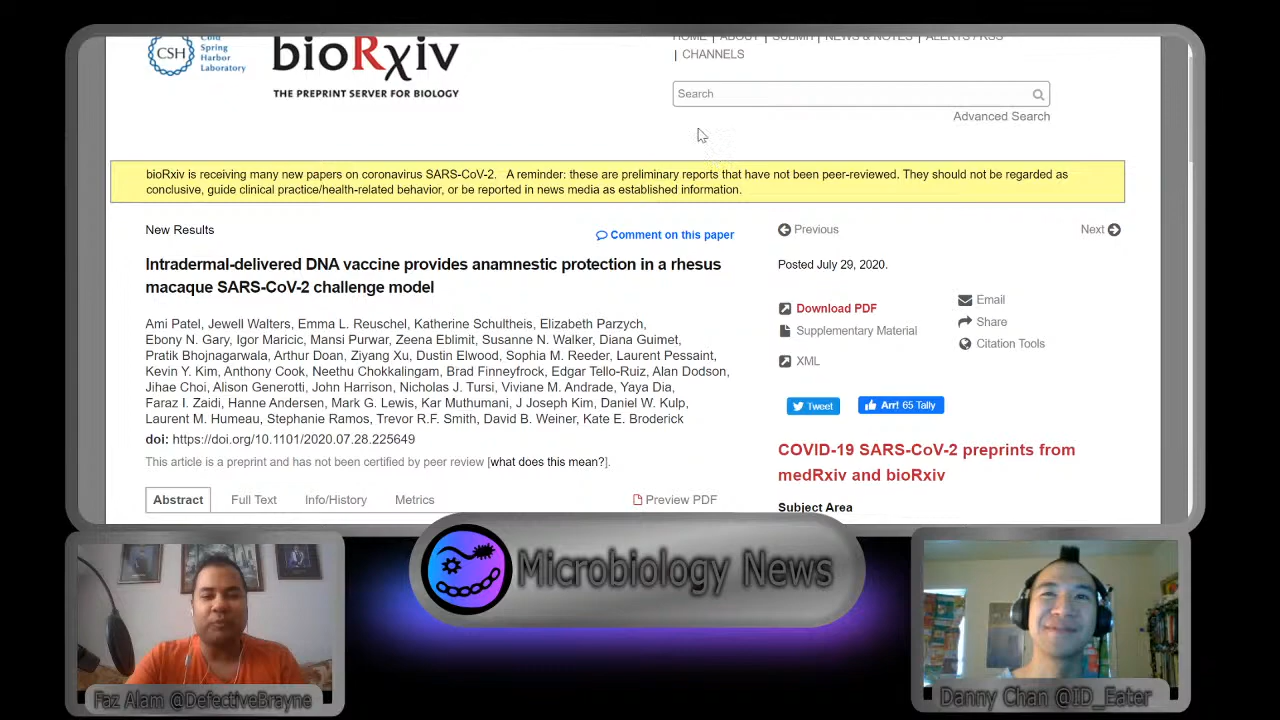 CSH
Cold
Spring
Harbor
Laboratory
bioRxiv
THE PREPRINT SERVER FOR BIOLOGY
HOME | ABOUT | SUBMIT | NEWS & NOTES | ALERTS / RSS
| CHANNELS
Search
Advanced Search
bioRxiv is receiving many new papers on coronavirus SARS-CoV-2. A reminder: these are preliminary reports that have not been peer-reviewed. They should not be regarded as
conclusive, guide clinical practice/health-related behavior, or be reported in news media as established information.
New Results
Comment on this paper
Previous
Next
Intradermal-delivered DNA vaccine provides anamnestic protection in a rhesus
macaque SARS-CoV-2 challenge model
Posted July 29, 2020.
Ami Patel, Jewell Walters, Emma L. Reuschel, Katherine Schultheis, Elizabeth Parzych,
Ebony N. Gary, Igor Maricic, Mansi Purwar, Zeena Eblimit, Susanne N. Walker, Diana Guimet,
Pratik Bhojnagarwala, Arthur Doan, Ziyang Xu, Dustin Elwood, Sophia M. Reeder, Laurent Pessaint,
Kevin Y. Kim, Anthony Cook, Neethu Chokkalingam, Brad Finneyfrock, Edgar Tello-Ruiz, Alan Dodson,
Jihae Choi, Alison Generotti, John Harrison, Nicholas J. Tursi, Viviane M. Andrade, Yaya Dia,
Faraz I. Zaidi, Hanne Andersen, Mark G. Lewis, Kar Muthumani, J Joseph Kim, Daniel W. Kulp,
Laurent M. Humeau, Stephanie Ramos, Trevor R.F. Smith, David B. Weiner, Kate E. Broderick
doi: https://doi.org/10.1101/2020.07.28.225649
This article is a preprint and has not been certified by peer review [what does this mean?].
Abstract
Full Text
Info/History
Metrics
Preview PDF
Download PDF
Supplementary Material
XML
Email
Share
Citation Tools
Tweet
Arr! 65 Tally
COVID-19 SARS-CoV-2 preprints from
medRxiv and bioRxiv
Subject Area
Microbiology News
Faz Alam @DefectiveBrayne
Danny Chan @ID_Eater